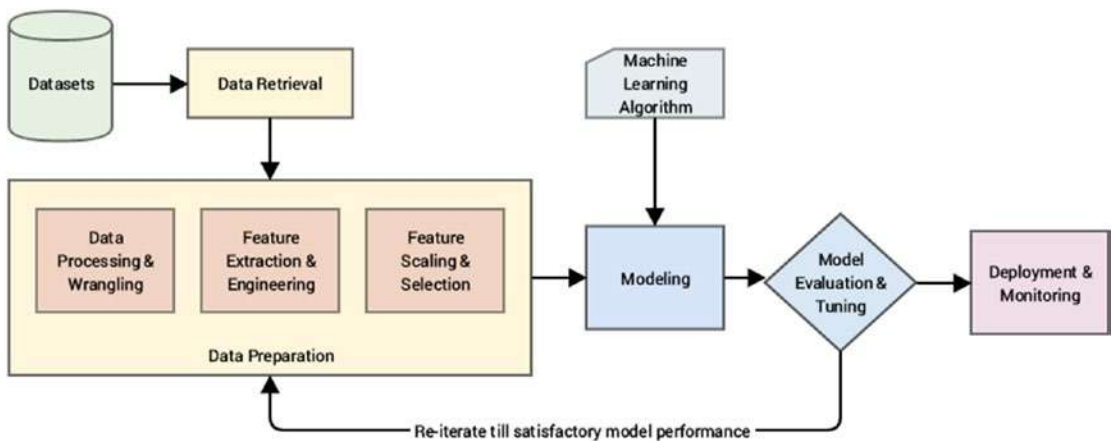 Datasets
Data Retrieval
Machine
Learning
Algorithm
Data
Processing &
Wrangling
Feature
Extraction &
Engineering
Feature
Scaling &
Selection
Data Preparation
Modeling
Model
Evaluation &
Tuning
Deployment &
Monitoring
Re-iterate till satisfactory model performance